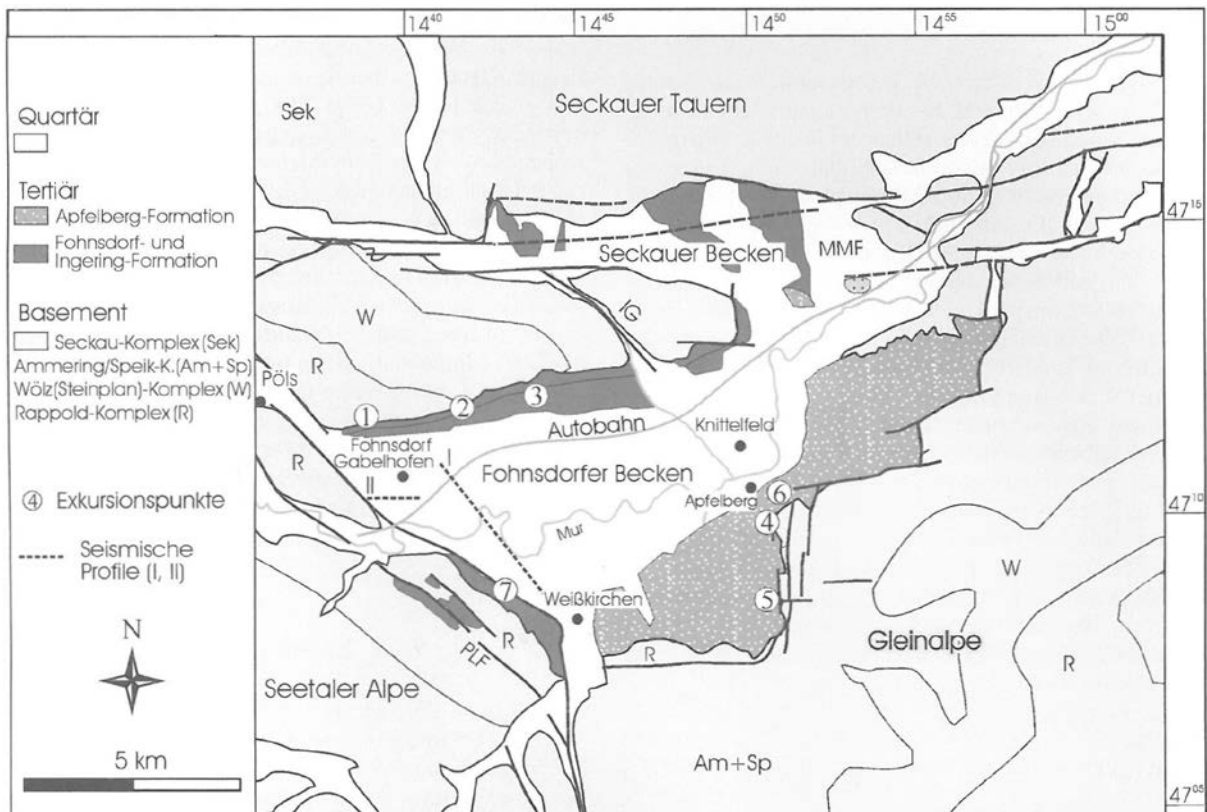 14⁴⁰
14⁴⁵
14⁵⁰
14⁵⁵
15⁰⁰
Quartär
Tertiär
Apfelberg-Formation
Fohnsdorf- und
Ingering-Formation
Basement
Seckau-Komplex(Sek)
Ammering/Speik-K.(Am+Sp)
Wölz(Steinplan)-Komplex(W)
Rappold-Komplex(R)
④ Exkursionspunkte
Seismische
Profile (I, II)
N
5 km
Sek
Seckauer Tauern
47¹⁵
Seckauer Becken
MMF
IQ
W
R
Pöls
①
②
③
Autobahn
Knittelfeld
Fohnsdorf
Gabelhofen
I
R
Fohnsdorfer Becken
II
Apfelberg
⑥
④
47¹⁰
Mur
W
⑦
⑤
Weißkirchen
R
PLF
R
Gleinalpe
R
Seetaler Alpe
Am+Sp
47⁰⁵